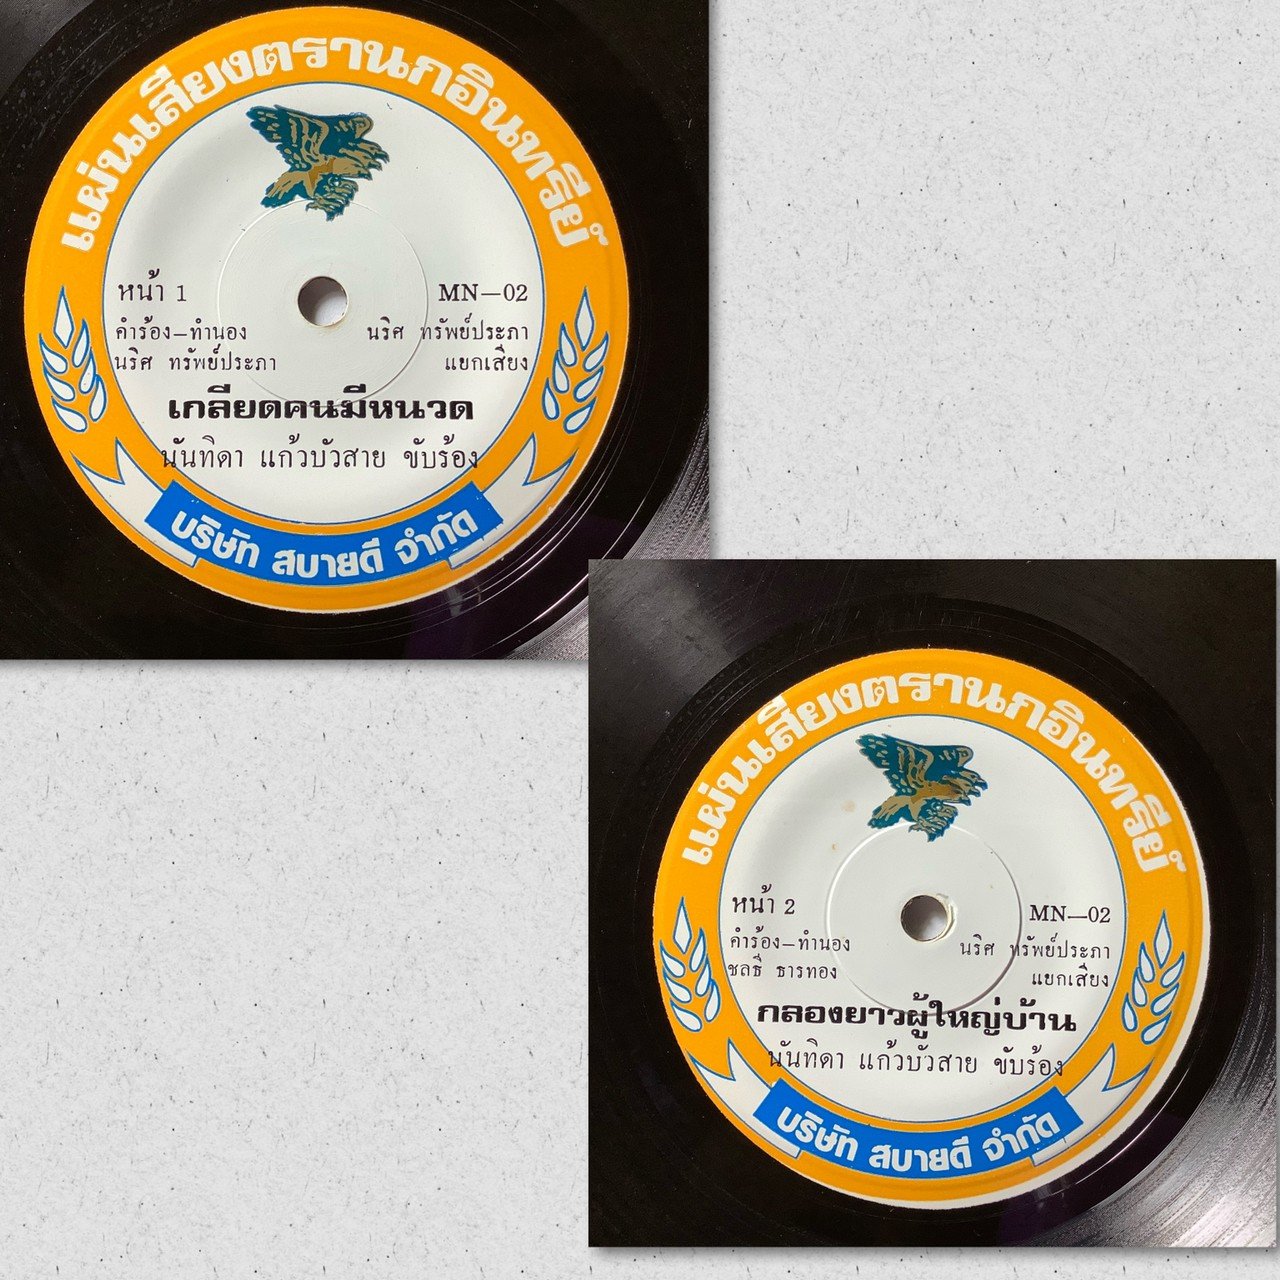 แผ่นเสียงตรานกอินทรีย์
หน้า 1 MN—02
คำร้อง—ทำนอง นริศ ทรัพย์ประภา
นริศ ทรัพย์ประภา แยกเสียง
เกลียดคนมีหนวด
นันทิดา แก้วบัวสาย ขับร้อง
บริษัท สบายดี จำกัด
แผ่นเสียงตรานกอินทรีย์
หน้า 2 MN—02
คำร้อง—ทำนอง นริศ ทรัพย์ประภา
ชลธี ธารทอง แยกเสียง
กลองยาวผู้ใหญ่บ้าน
นันทิดา แก้วบัวสาย ขับร้อง
บริษัท สบายดี จำกัด